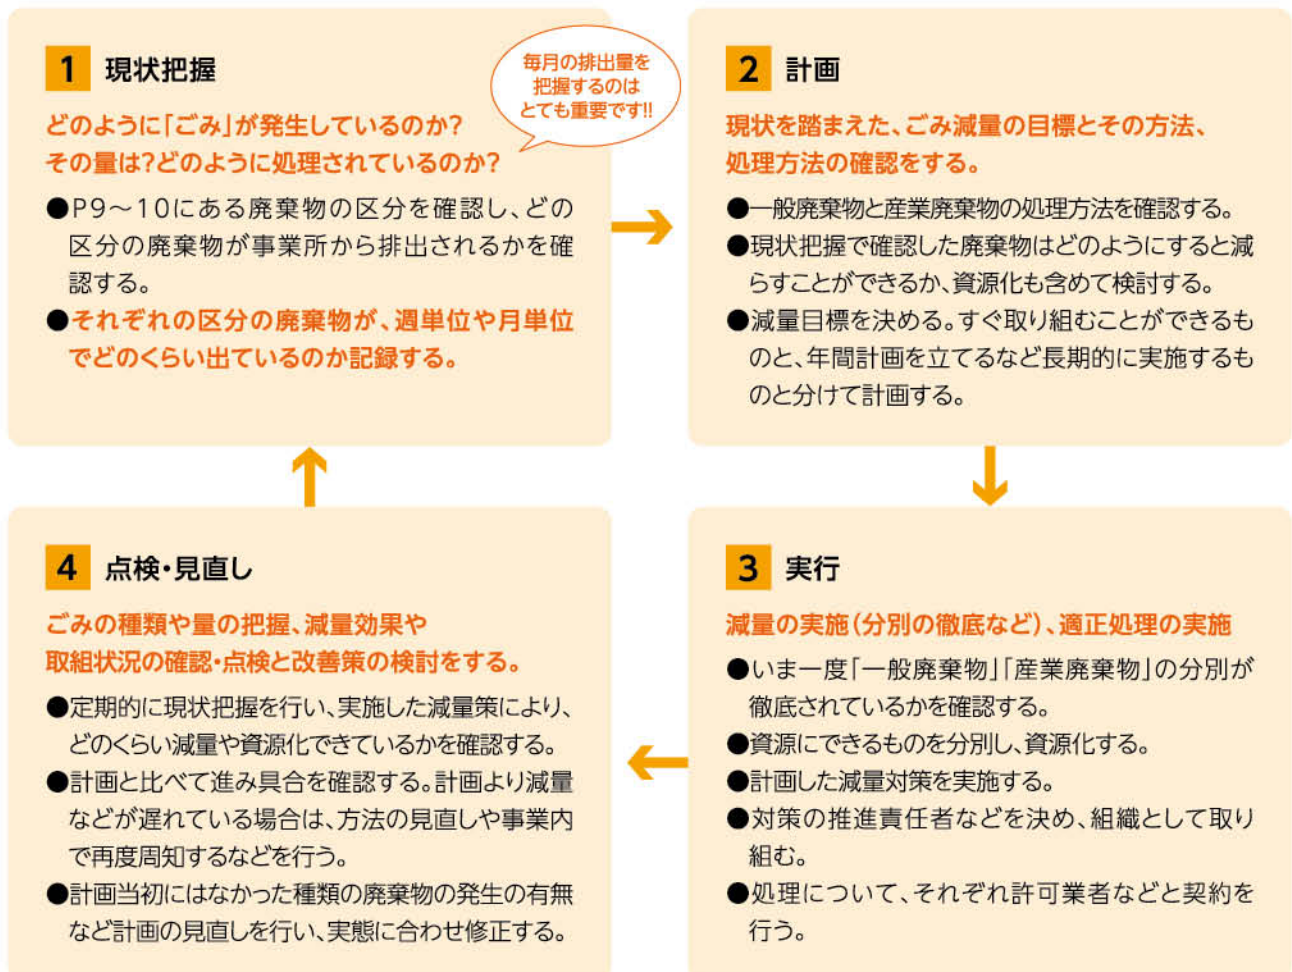 1 現状把握
毎月の排出量を
把握するのは
とても重要です!!
どのように「ごみ」が発生しているのか?
その量は?どのように処理されているのか?
●P9〜10にある廃棄物の区分を確認し、どの
区分の廃棄物が事業所から排出されるかを確
認する。
●それぞれの区分の廃棄物が、週単位や月単位
でどのくらい出ているのか記録する。
2 計画
現状を踏まえた、ごみ減量の目標とその方法、
処理方法の確認をする。
●一般廃棄物と産業廃棄物の処理方法を確認する。
●現状把握で確認した廃棄物はどのようにすると減
らすことができるか、資源化も含めて検討する。
●減量目標を決める。すぐ取り組むことができるも
のと、年間計画を立てるなど長期的に実施するも
のと分けて計画する。
3 実行
減量の実施(分別の徹底など)、適正処理の実施
●いま一度「一般廃棄物」「産業廃棄物」の分別が
徹底されているかを確認する。
●資源にできるものを分別し、資源化する。
●計画した減量対策を実施する。
●対策の推進責任者などを決め、組織として取り
組む。
●処理について、それぞれ許可業者などと契約を
行う。
4 点検・見直し
ごみの種類や量の把握、減量効果や
取組状況の確認・点検と改善策の検討をする。
●定期的に現状把握を行い、実施した減量策により、
どのくらい減量や資源化できているかを確認する。
●計画と比べて進み具合を確認する。計画より減量
などが遅れている場合は、方法の見直しや事業内
で再度周知するなどを行う。
●計画当初にはなかった種類の廃棄物の発生の有無
など計画の見直しを行い、実態に合わせ修正する。